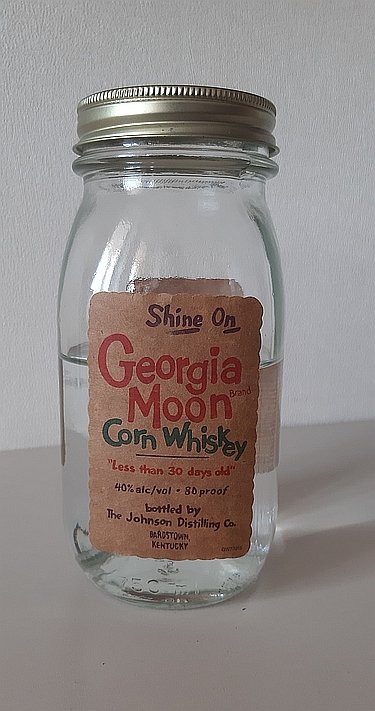 Shine On
Georgia
Moon Brand
Corn Whiskey
"Less than 30 days old"
40% alc/vol • 80 proof
bottled by
The Johnson Distilling Co.
BARDSTOWN,
KENTUCKY